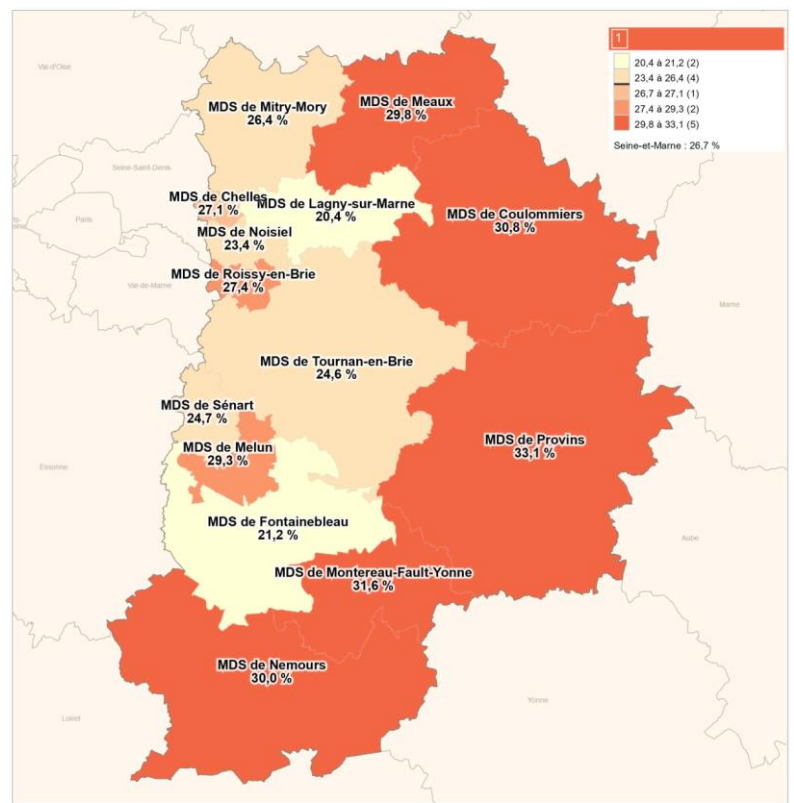 1
20,4 à 21,2 (2)
23,4 à 26,4 (4)
26,7 à 27,1 (1)
27,4 à 29,3 (2)
29,8 à 33,1 (5)
Seine-et-Marne : 26,7 %
Val-d'Oise
MDS de Mitry-Mory
26,4 %
MDS de Meaux
29,8 %
Seine-Saint-Denis
MDS de Chelles
27,1 %
MDS de Lagny-sur-Marne
20,4 %
MDS de Coulommiers
30,8 %
Paris
MDS de Noisiel
23,4 %
MDS de Roissy-en-Brie
27,4 %
Val-de-Marne
Marne
MDS de Tournan-en-Brie
24,6 %
MDS de Sénart
24,7 %
MDS de Melun
29,3 %
MDS de Provins
33,1 %
Essonne
MDS de Fontainebleau
21,2 %
Aube
MDS de Montereau-Fault-Yonne
31,6 %
MDS de Nemours
30,0 %
Yonne
Loiret